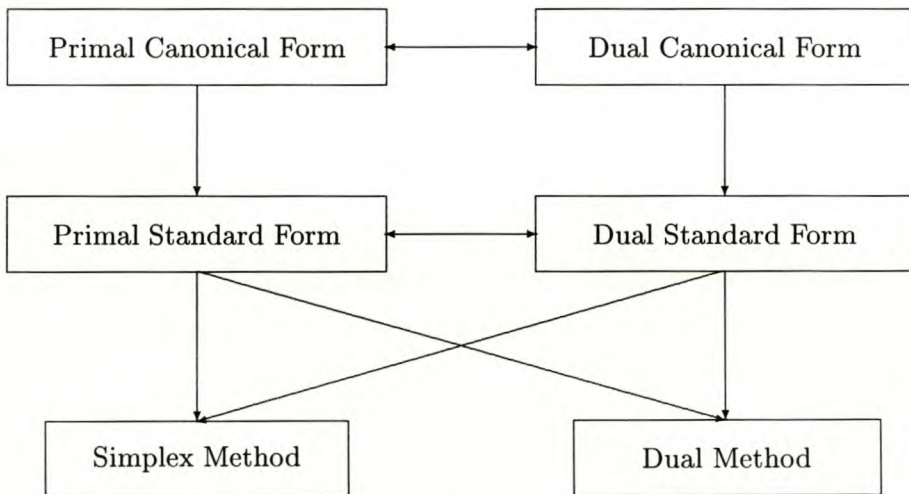 Primal Canonical Form
Dual Canonical Form
Primal Standard Form
Dual Standard Form
Simplex Method
Dual Method